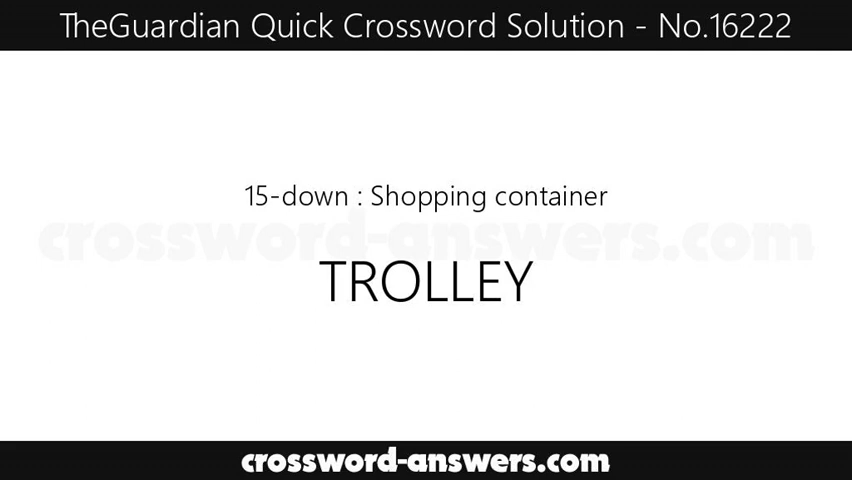 TheGuardian Quick Crossword Solution - No.16222
15-down : Shopping container
crossword-answers.com
TROLLEY
crossword-answers.com